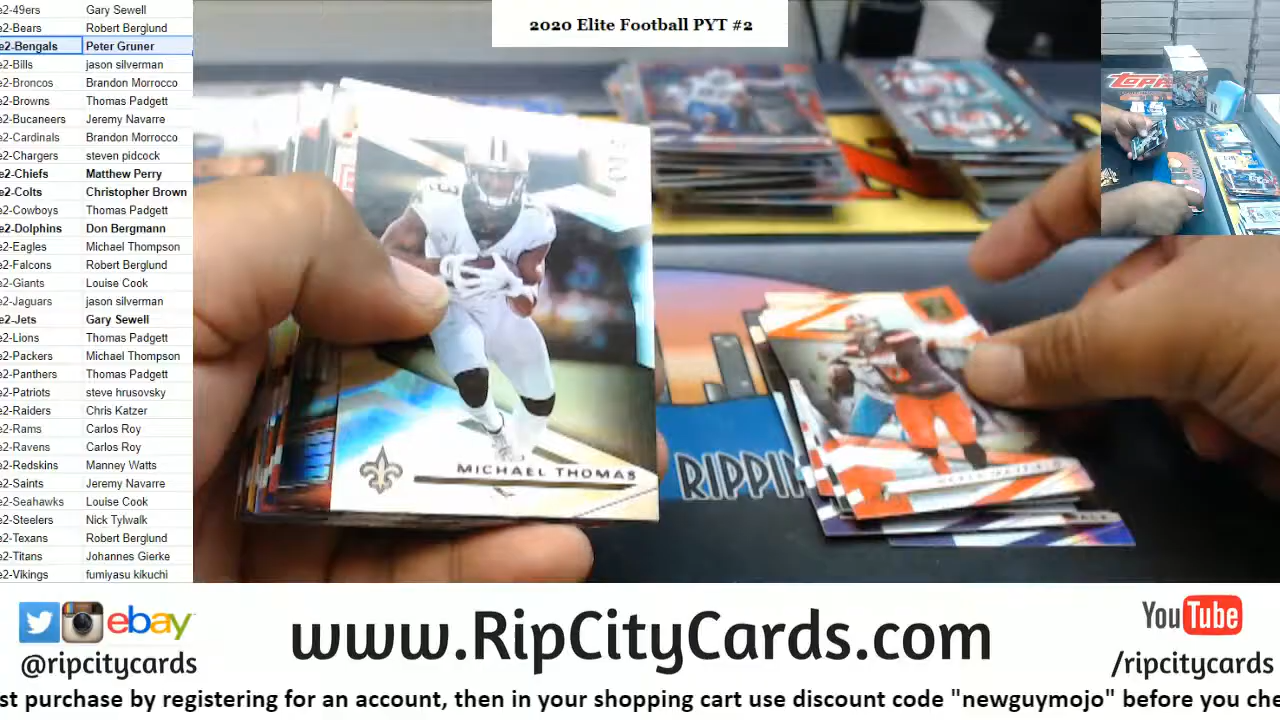 e2-49ers Gary Sewell
e2-Bears Robert Berglund
e2-Bengals Peter Gruner
e2-Bills jason silverman
e2-Broncos Brandon Morrocco
e2-Browns Thomas Padgett
e2-Bucaneers Jeremy Navarre
e2-Cardinals Brandon Morrocco
e2-Chargers steven pidcock
e2-Chiefs Matthew Perry
e2-Colts Christopher Brown
e2-Cowboys Thomas Padgett
e2-Dolphins Don Bergmann
e2-Eagles Michael Thompson
e2-Falcons Robert Berglund
e2-Giants Louise Cook
e2-Jaguars jason silverman
e2-Jets Gary Sewell
e2-Lions Thomas Padgett
e2-Packers Michael Thompson
e2-Panthers Thomas Padgett
e2-Patriots steve hrusovsky
e2-Raiders Chris Katzer
e2-Rams Carlos Roy
e2-Ravens Carlos Roy
e2-Redskins Manney Watts
e2-Saints Jeremy Navarre
e2-Seahawks Louise Cook
e2-Steelers Nick Tylwalk
e2-Texans Robert Berglund
e2-Titans Johannes Gierke
e2-Vikings fumiyasu kikuchi
2020 Elite Football PYT #2
TOPPS
MICHAEL THOMAS
RIPPIN
ebay
@ripcitycards
www.RipCityCards.com
YouTube
/ripcitycards
st purchase by registering for an account, then in your shopping cart use discount code "newguymojo" before you che